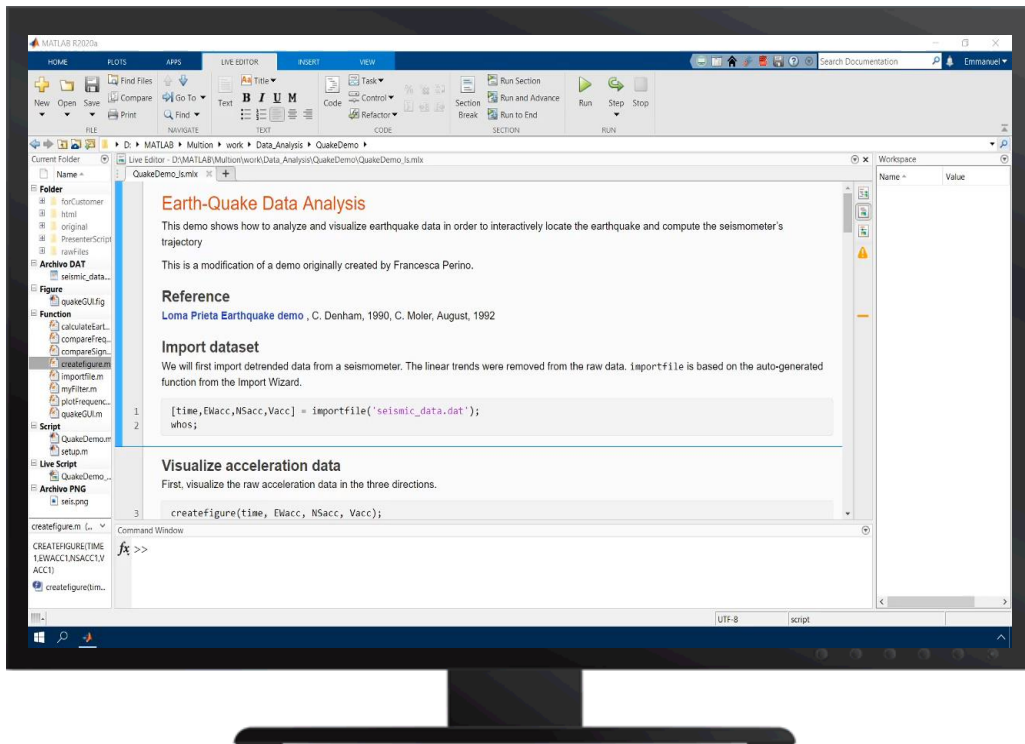 MATLAB R2020a
HOME PLOTS APPS LIVE EDITOR INSERT VIEW Search Documentation Emmanuel
New Open Save Find Files Compare Print
FILE
Go To Find
NAVIGATE
Text Title B I U M
TEXT
Code Task Control Refactor
CODE
Section Break Run Section Run and Advance Run to End
SECTION
Run Step Stop
RUN
D: MATLAB Multion work Data_Analysis QuakeDemo
Current Folder
Name
Folder
forCustomer
html
original
PresenterScript
rawFiles
Archivo DAT
seismic_data...
Figure
quakeGUI.fig
Function
calculateEart...
compareFreq...
compareSign...
createfigure.m
importfile.m
myFilter.m
plotFrequenc...
quakeGUI.m
Script
QuakeDemo.m
setup.m
Live Script
QuakeDemo_...
Archivo PNG
seis.png
createfigure.m (...
CREATEFIGURE(TIME
1,EWACC1,NSACC1,V
ACC1)
createfigure(tim...
Live Editor - D:\MATLAB\Multion\work\Data_Analysis\QuakeDemo\QuakeDemo_ls.mlx
QuakeDemo_ls.mlx +
Earth-Quake Data Analysis
This demo shows how to analyze and visualize earthquake data in order to interactively locate the earthquake and compute the seismometer's
trajectory
This is a modification of a demo originally created by Francesca Perino.
Reference
Loma Prieta Earthquake demo , C. Denham, 1990, C. Moler, August, 1992
Import dataset
We will first import detrended data from a seismometer. The linear trends were removed from the raw data. importfile is based on the auto-generated
function from the Import Wizard.
1 [time,EWacc,NSacc,Vacc] = importfile('seismic_data.dat');
2 whos;
Visualize acceleration data
First, visualize the raw acceleration data in the three directions.
3 createfigure(time, EWacc, NSacc, Vacc);
Command Window
fx >>
Workspace
Name Value
UTF-8 script